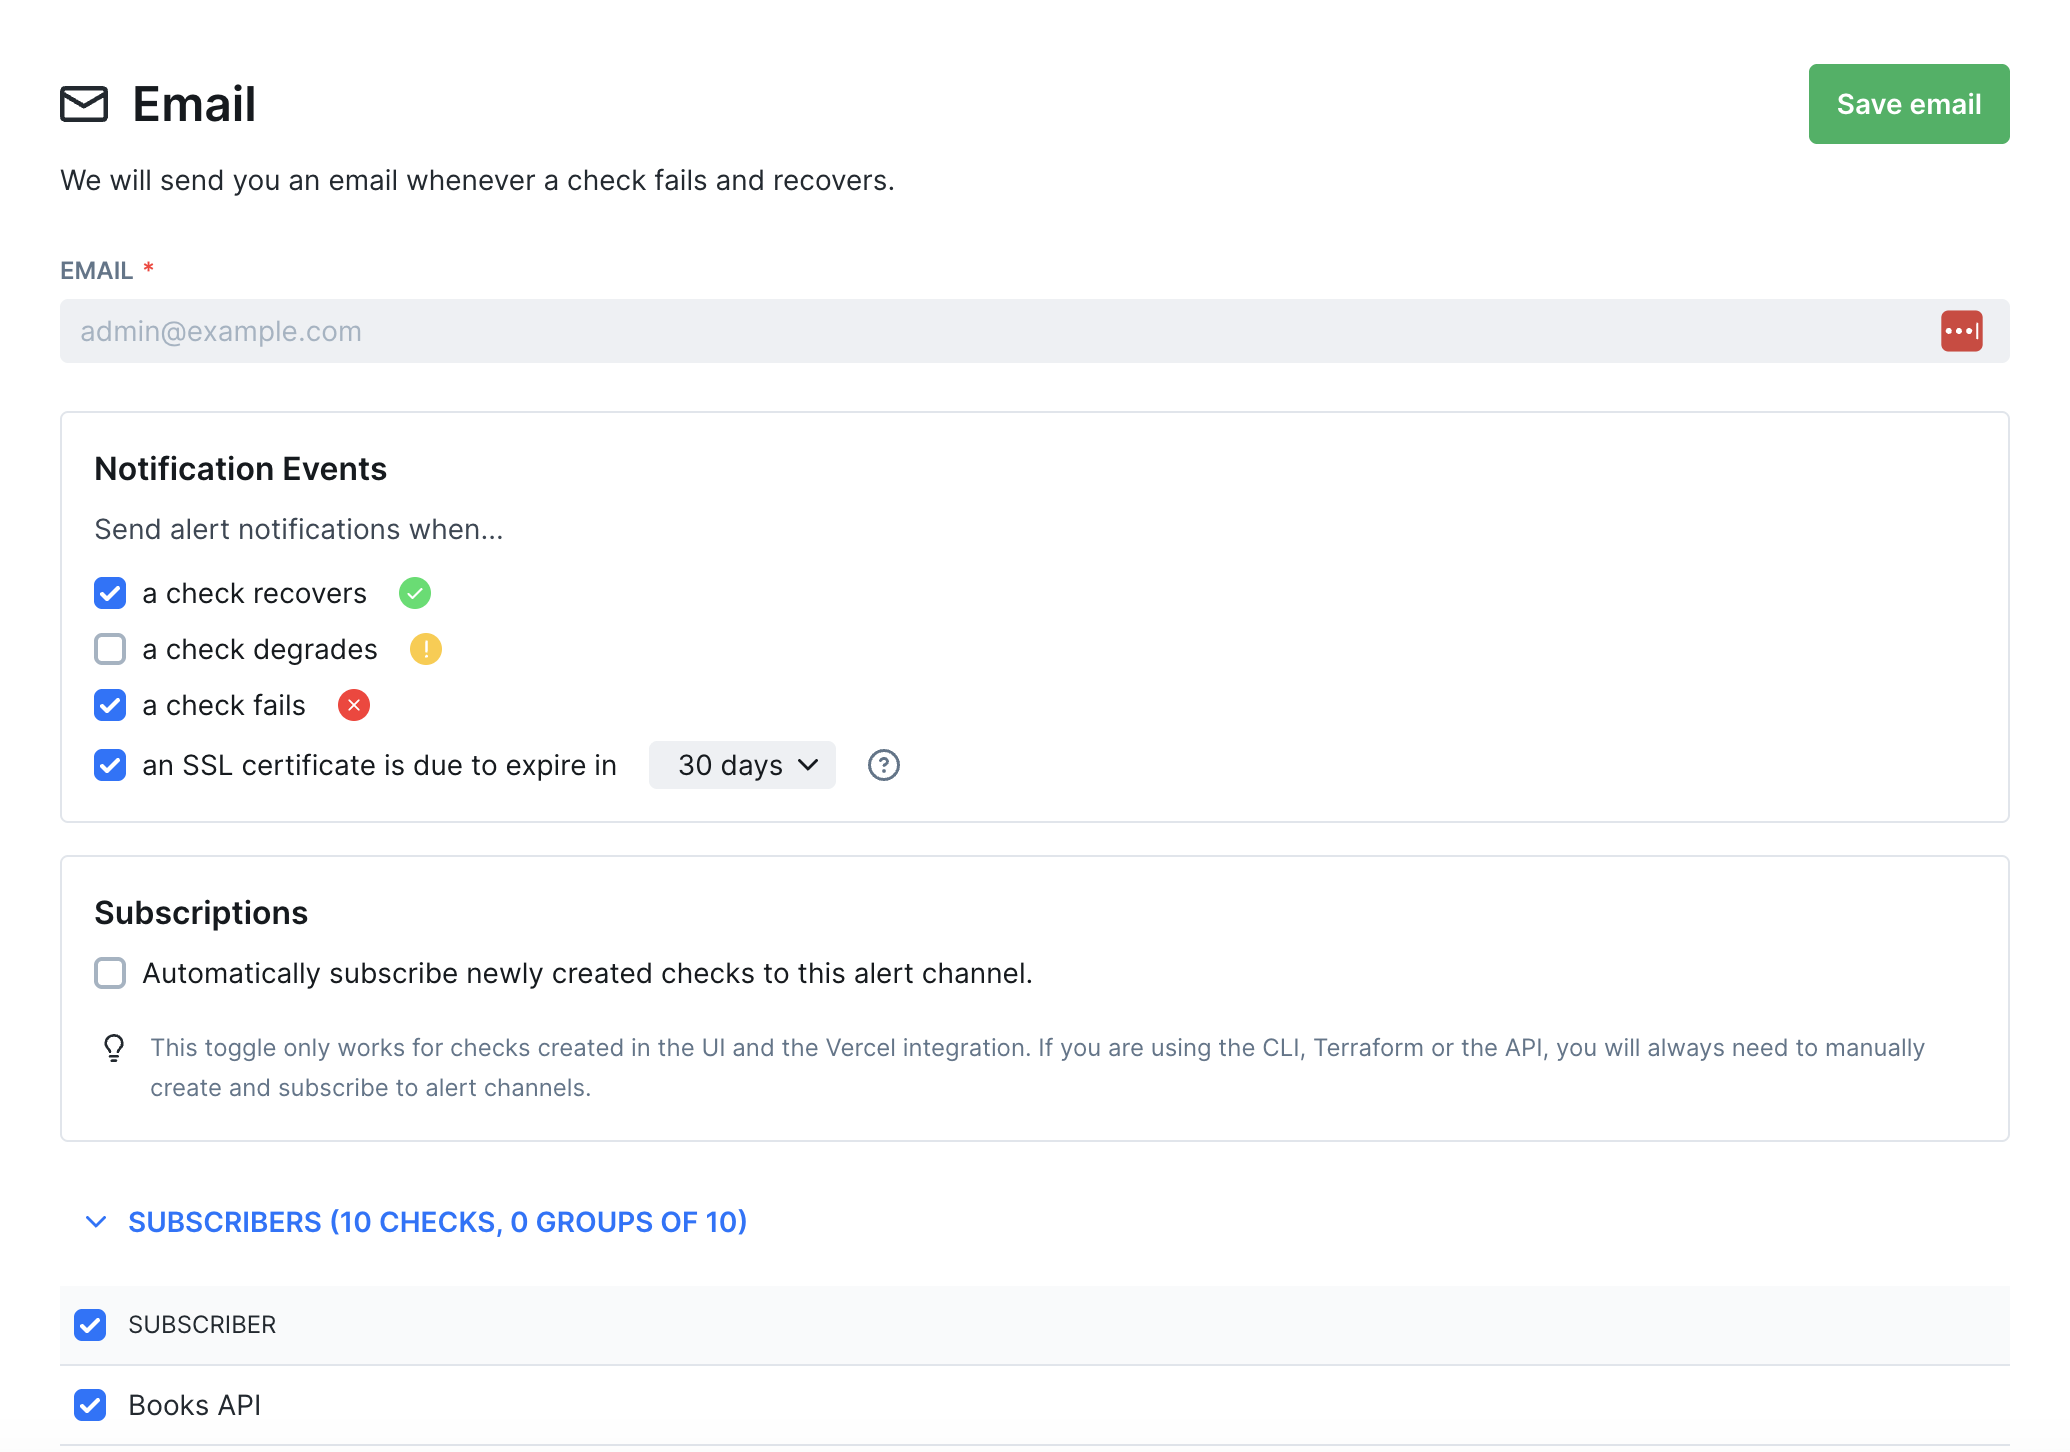 Email
Save email
We will send you an email whenever a check fails and recovers.
EMAIL *
admin@example.com
Notification Events
Send alert notifications when...
a check recovers
a check degrades
a check fails
an SSL certificate is due to expire in 30 days
Subscriptions
Automatically subscribe newly created checks to this alert channel.
This toggle only works for checks created in the UI and the Vercel integration. If you are using the CLI, Terraform or the API, you will always need to manually
create and subscribe to alert channels.
SUBSCRIBERS (10 CHECKS, 0 GROUPS OF 10)
SUBSCRIBER
Books API